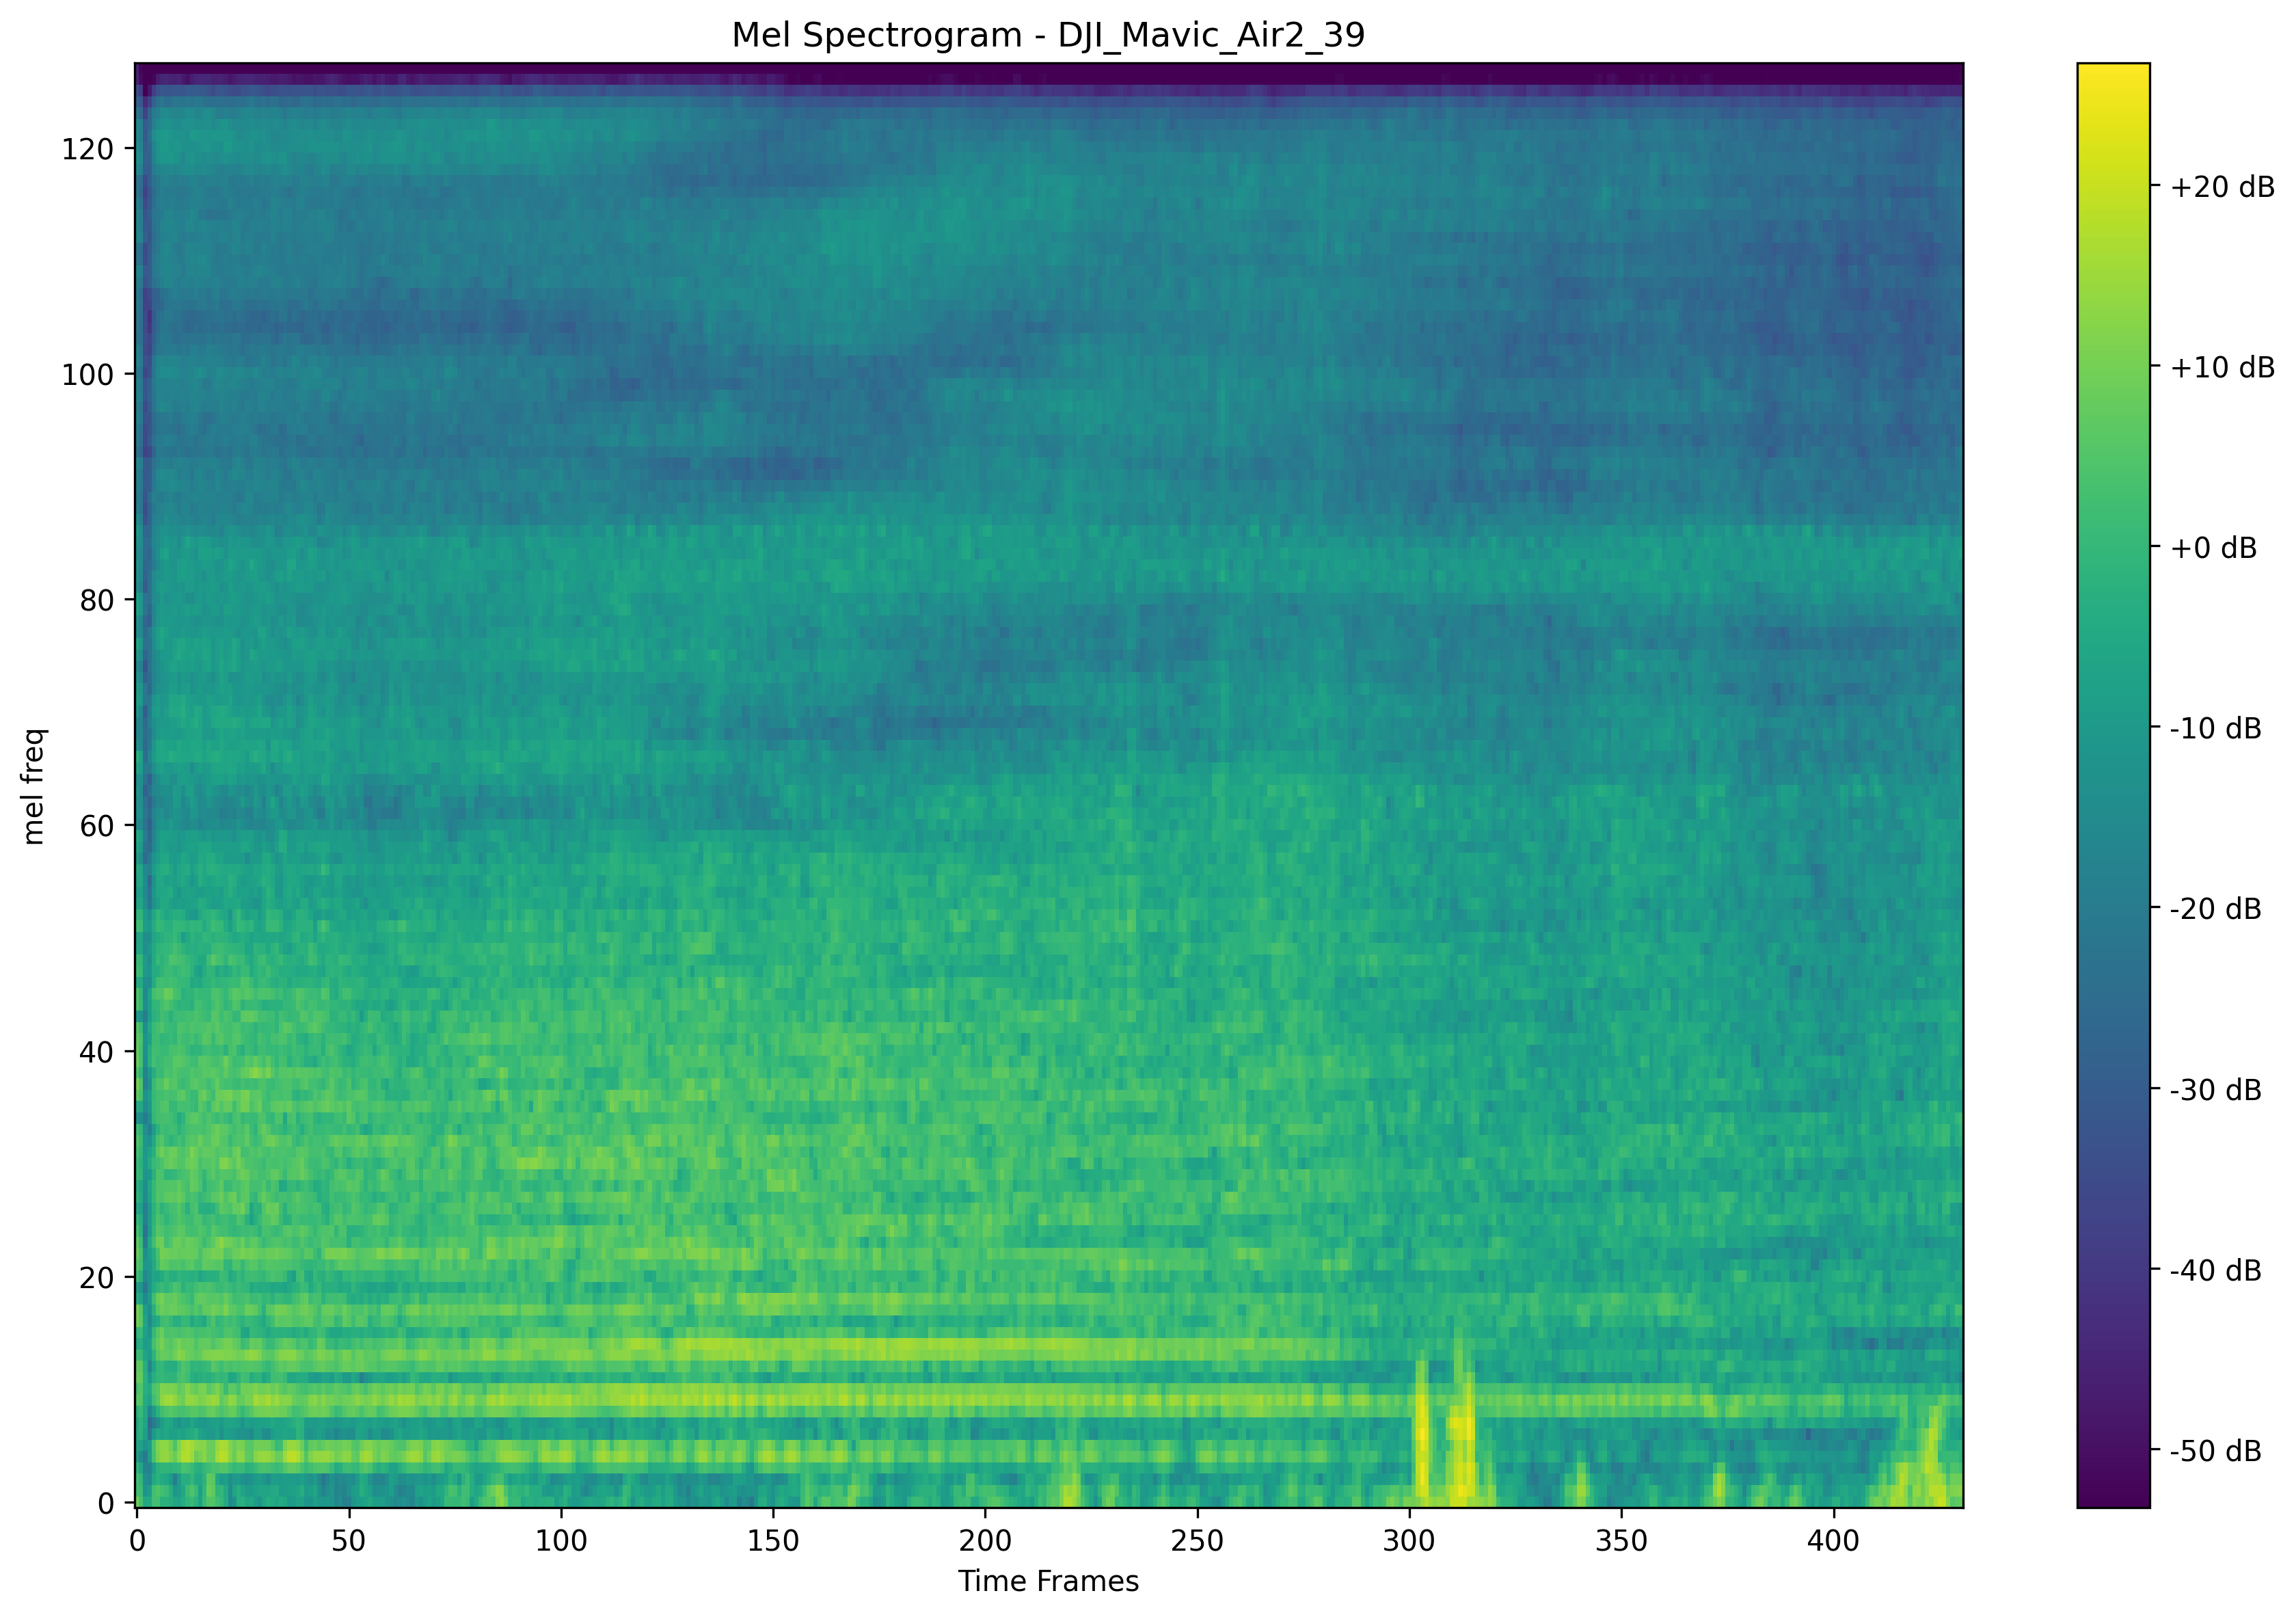 Mel Spectrogram - DJI_Mavic_Air2_39
mel freq
120
100
80
60
40
20
0
0 50 100 150 200 250 300 350 400
Time Frames
+20 dB
+10 dB
+0 dB
-10 dB
-20 dB
-30 dB
-40 dB
-50 dB